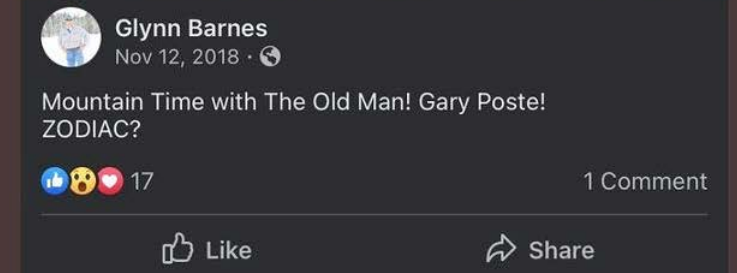 Glynn Barnes
Nov 12, 2018 ·
Mountain Time with The Old Man! Gary Poste!
ZODIAC?
17 1 Comment
Like Share